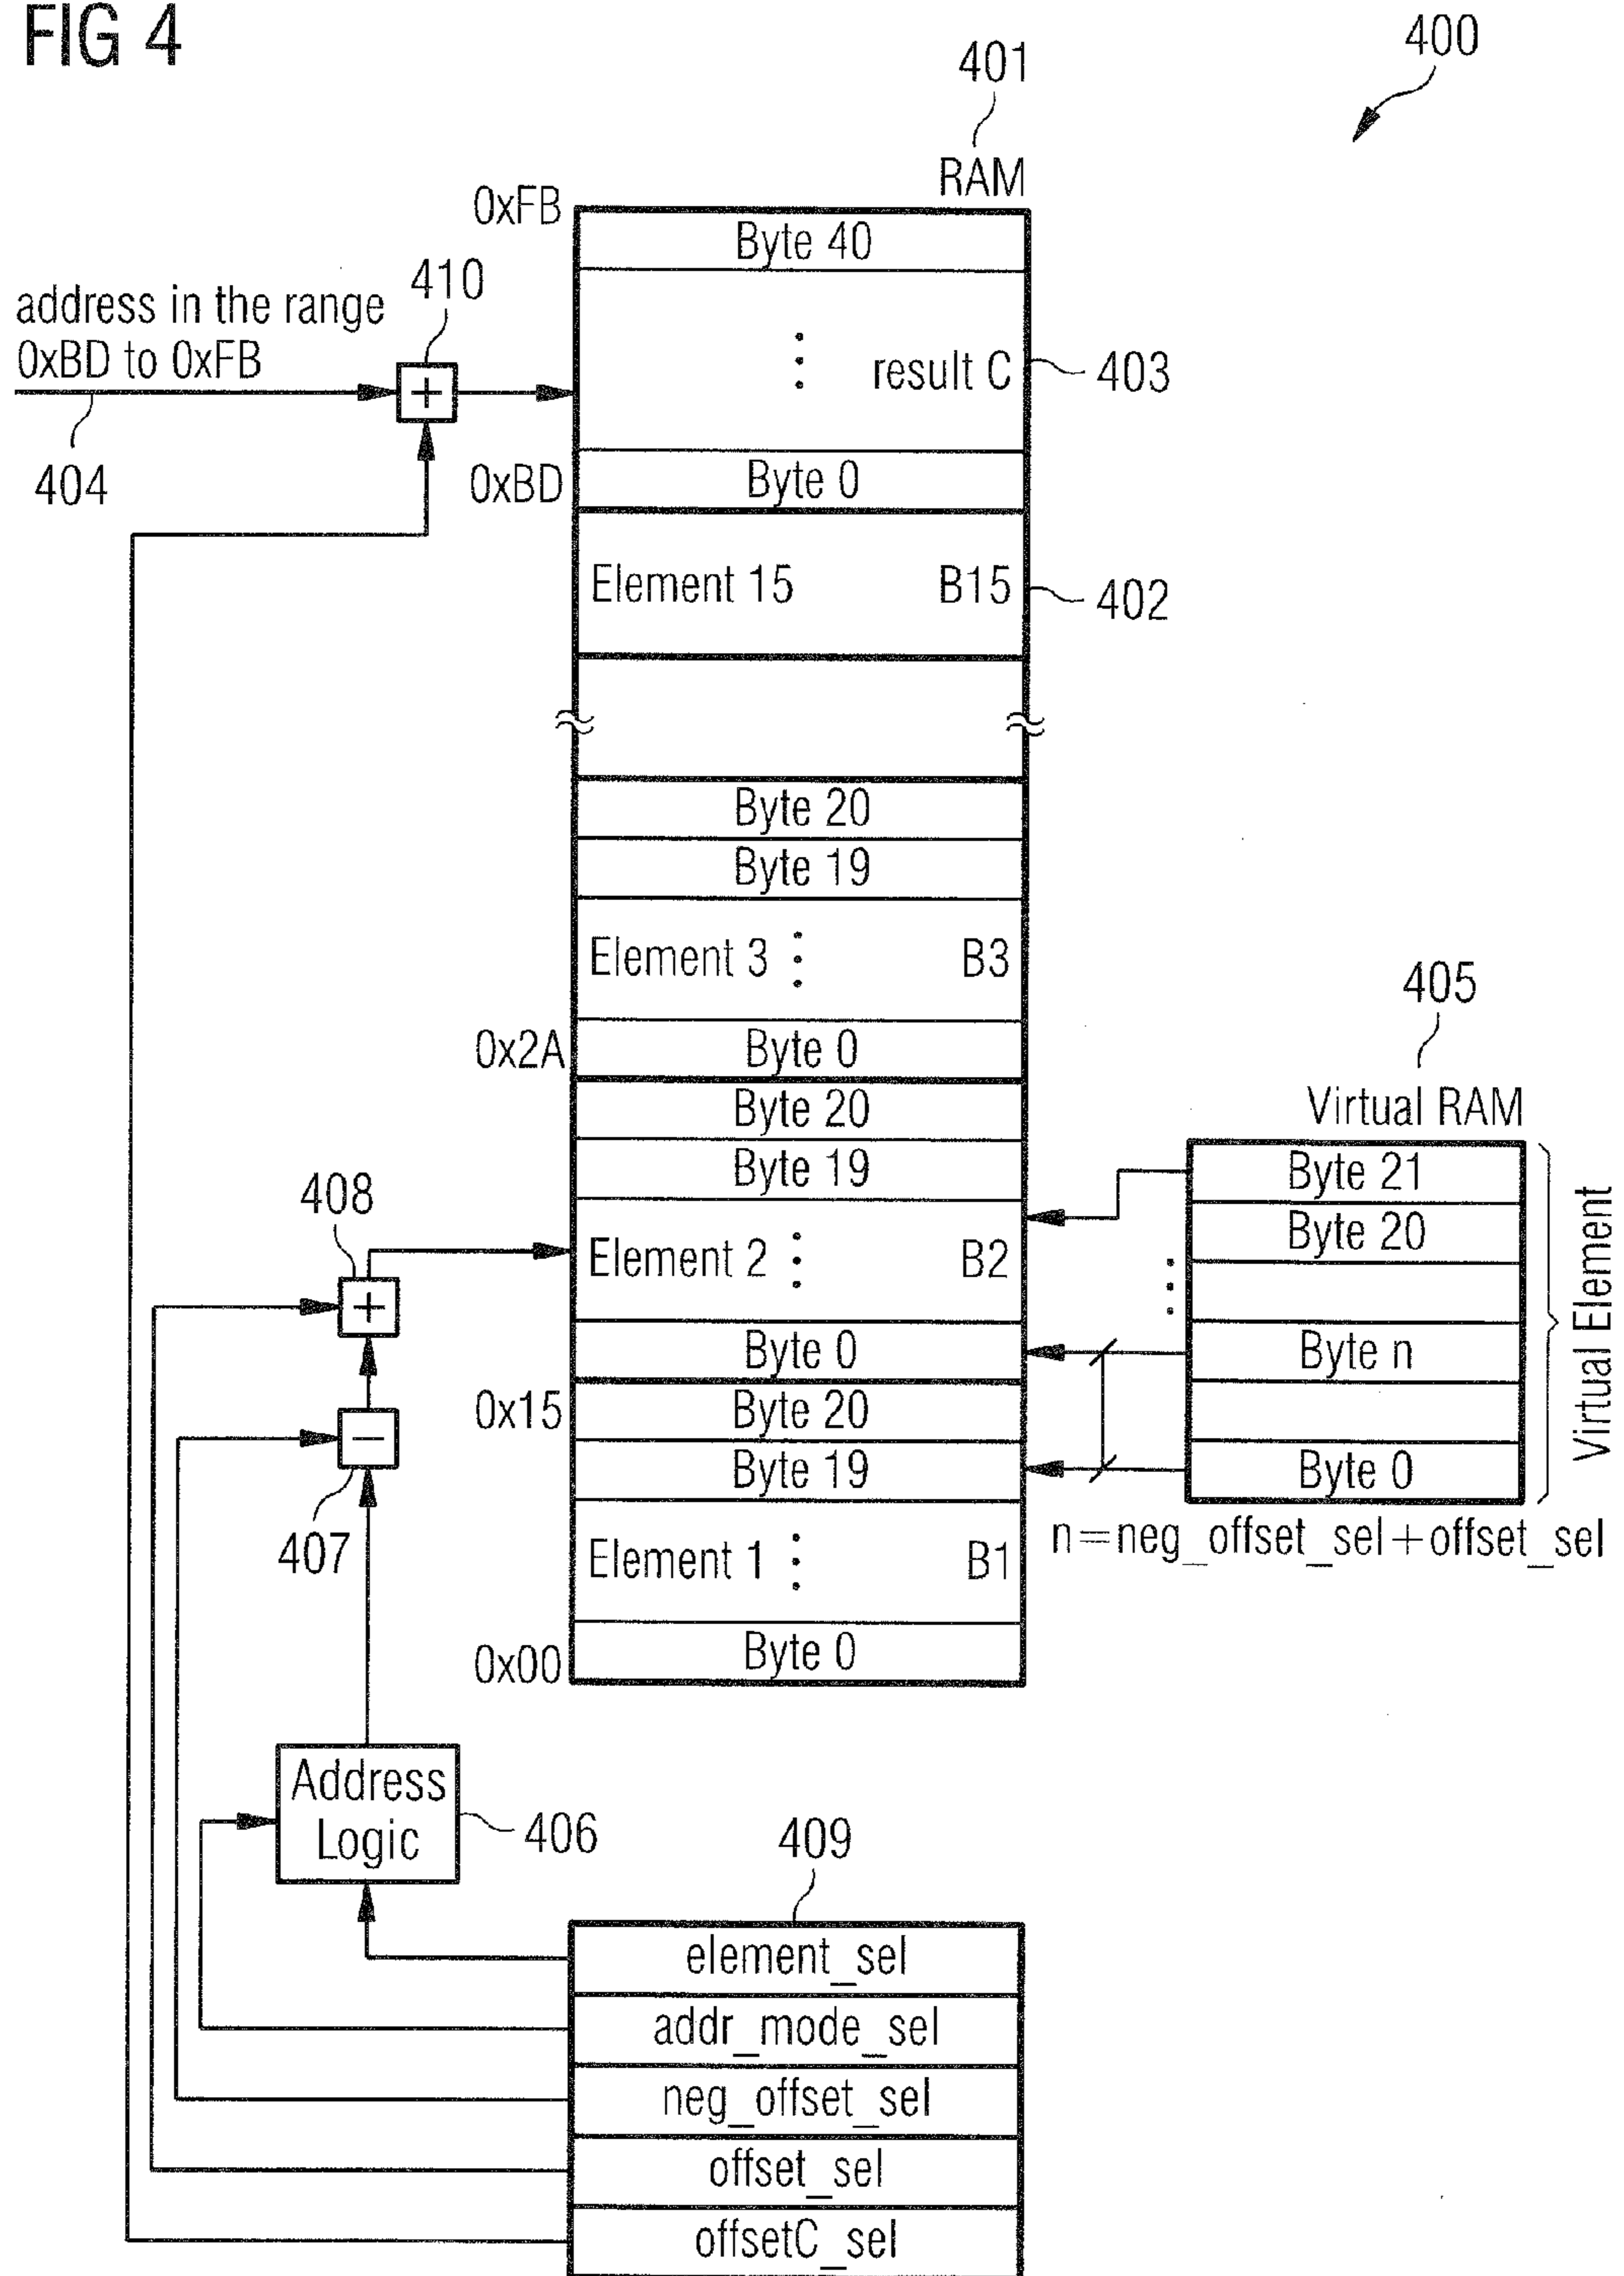 FIG 4
400
401
RAM
0xFB
Byte 40
410
address in the range
0xBD to 0xFB
+
result C
403
404
0xBD
Byte 0
Element 15
B15
402
Byte 20
Byte 19
Element 3
B3
0x2A
Byte 0
Byte 20
Byte 19
405
Virtual RAM
Byte 21
Byte 20
Byte n
Byte 0
Virtual Element
n=neg_offset_sel+offset_sel
408
+
Element 2
B2
Byte 0
0x15
Byte 20
−
Byte 19
407
Element 1
B1
0x00
Byte 0
Address
Logic
406
409
element_sel
addr_mode_sel
neg_offset_sel
offset_sel
offsetC_sel